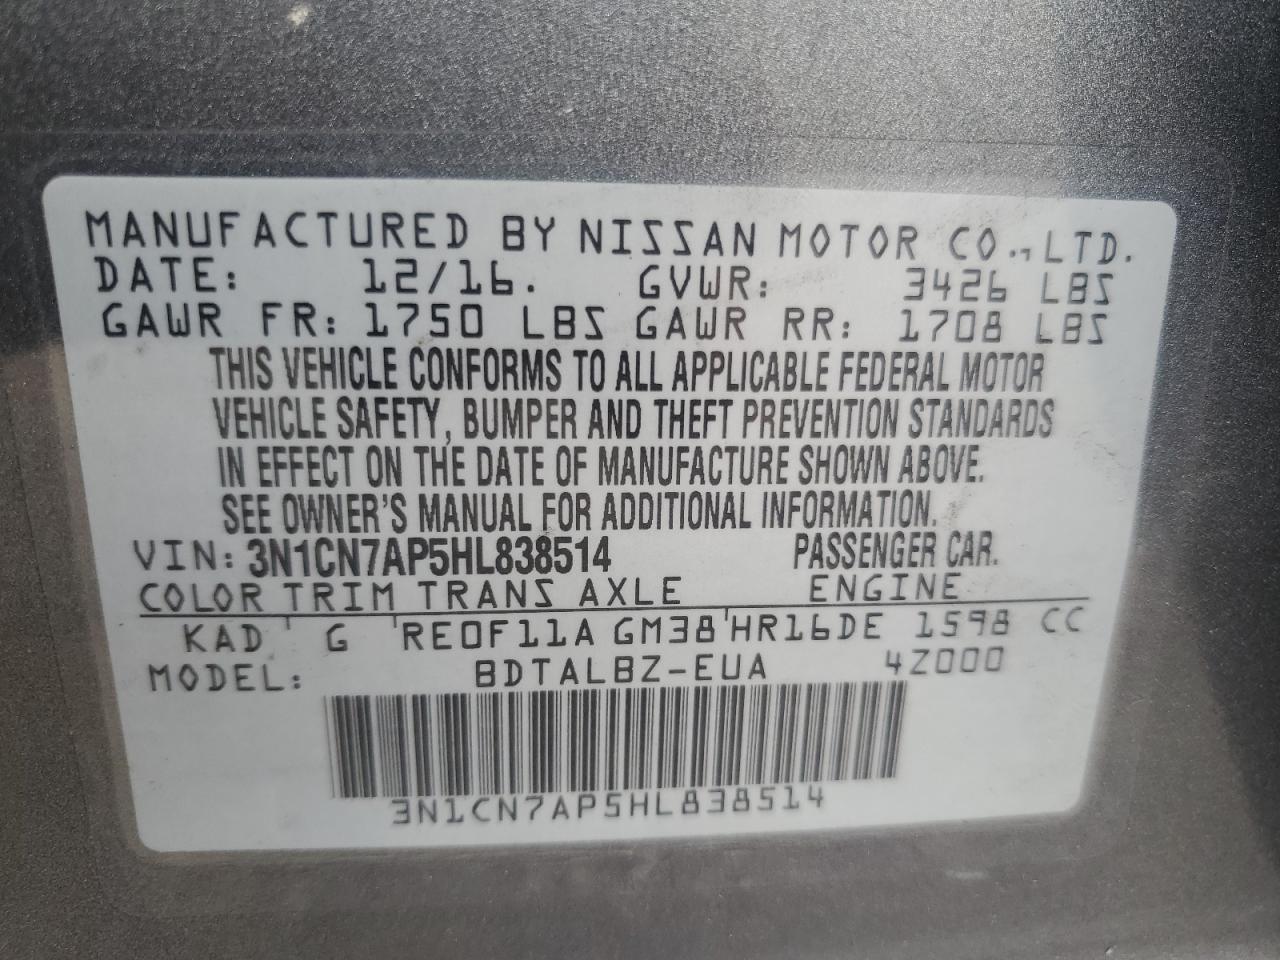 MANUFACTURED BY NISSAN MOTOR CO., LTD.
DATE: 12/16. GVWR: 3426 LBS
GAWR FR: 1750 LBS GAWR RR: 1708 LBS
THIS VEHICLE CONFORMS TO ALL APPLICABLE FEDERAL MOTOR
VEHICLE SAFETY, BUMPER AND THEFT PREVENTION STANDARDS
IN EFFECT ON THE DATE OF MANUFACTURE SHOWN ABOVE.
SEE OWNER'S MANUAL FOR ADDITIONAL INFORMATION.
VIN: 3N1CN7AP5HL838514 PASSENGER CAR.
COLOR TRIM TRANS AXLE ENGINE
KAD ' G ' RE0F11A GM38 ' HR16DE 1598 CC
MODEL: BDTALBZ-EUA 4Z000
3N1CN7AP5HL838514